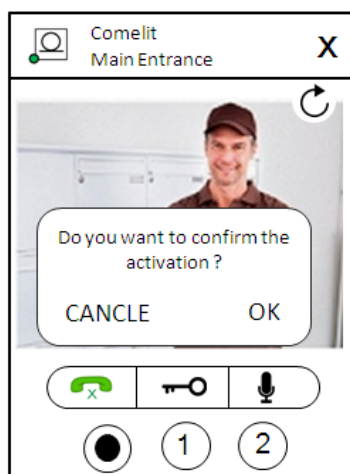 Comelit
Main Entrance
X
Do you want to confirm the
activation ?
CANCLE OK
x
1 2